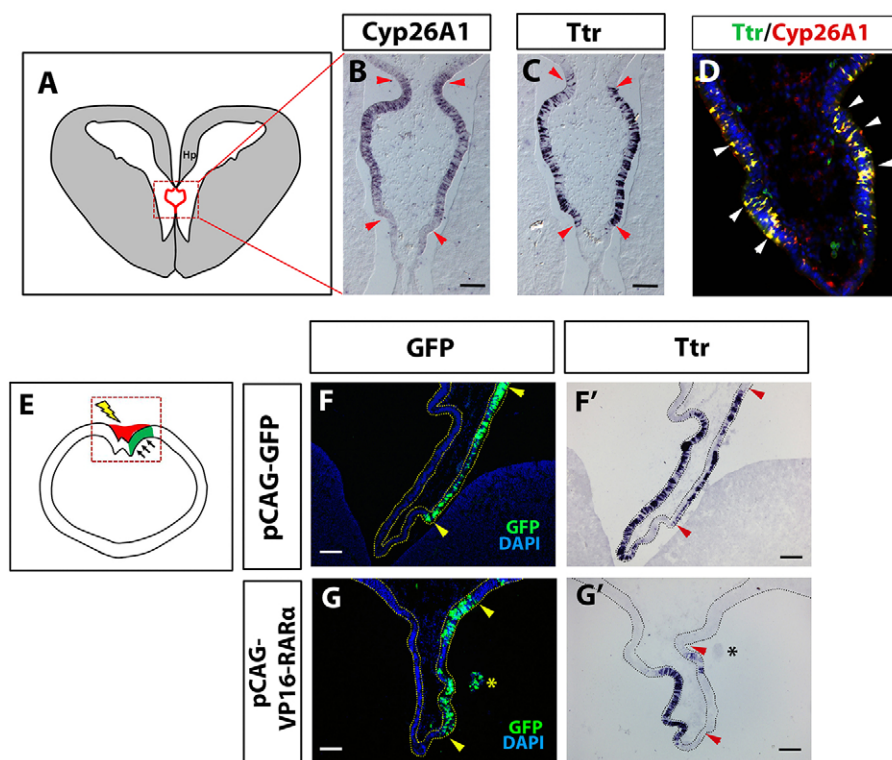 Cyp26A1
Ttr
Ttr/Cyp26A1
A
B
C
D
Hp
GFP
Ttr
E
pCAG-GFP
F
GFP
DAPI
F'
pCAG-
VP16-RARα
G
*
GFP
DAPI
G'
*